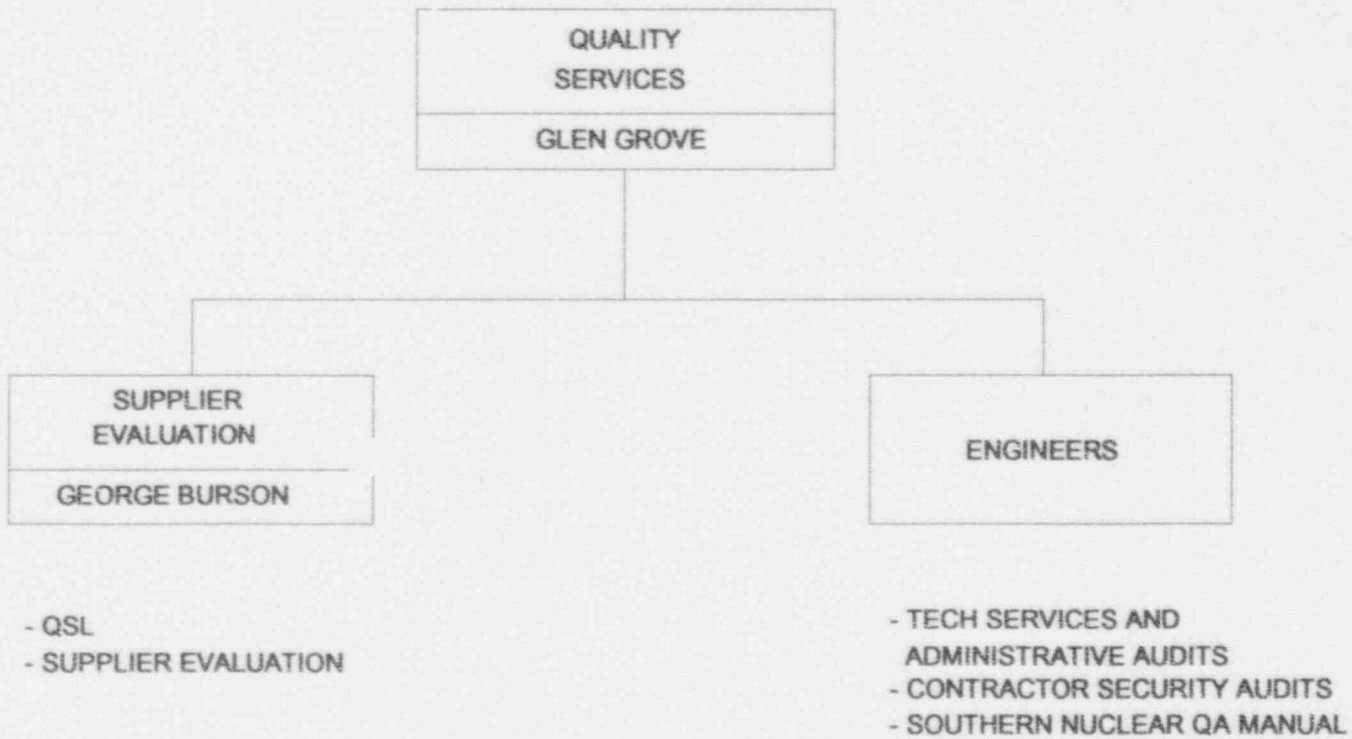 QUALITY
SERVICES
GLEN GROVE
SUPPLIER
EVALUATION
GEORGE BURSON
ENGINEERS
- QSL
- SUPPLIER EVALUATION
- TECH SERVICES AND
ADMINISTRATIVE AUDITS
- CONTRACTOR SECURITY AUDITS
- SOUTHERN NUCLEAR QA MANUAL